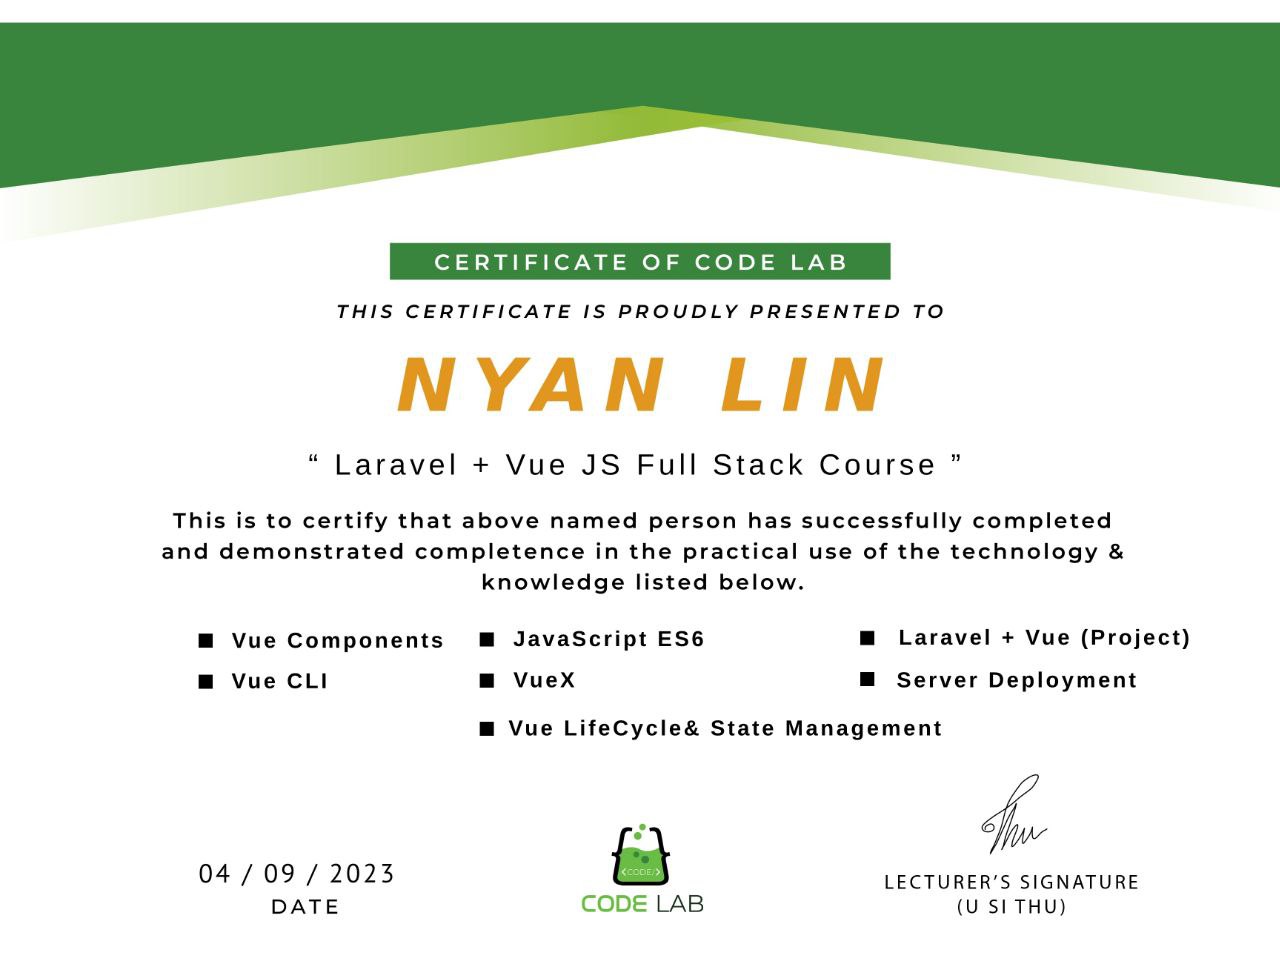 CERTIFICATE OF CODE LAB
THIS CERTIFICATE IS PROUDLY PRESENTED TO
NYAN LIN
“ Laravel + Vue JS Full Stack Course ”
This is to certify that above named person has successfully completed
and demonstrated completence in the practical use of the technology &
knowledge listed below.
■ Vue Components ■ JavaScript ES6 ■ Laravel + Vue (Project)
■ Vue CLI ■ VueX ■ Server Deployment
■ Vue LifeCycle& State Management
Thu
<CODE/>
04 / 09 / 2023
DATE
CODE LAB
LECTURER’S SIGNATURE
(U SI THU)